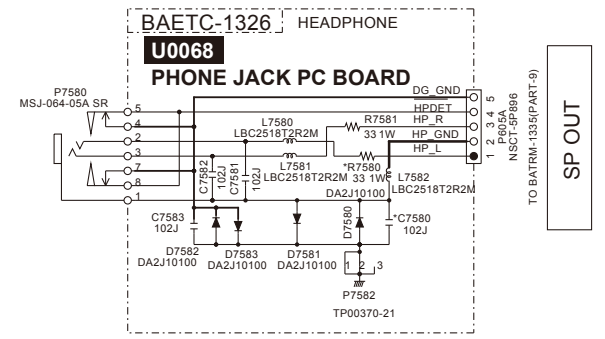 BAETC-1326 HEADPHONE
U0068
PHONE JACK PC BOARD
P7580
MSJ-064-05A SR
5
4
2
3
7
8
1
L7580
LBC2518T2R2M
L7581
LBC2518T2R2M
R7581
33 1W
*R7580
33 1W
L7582
LBC2518T2R2M
DG_GND
HPDET
HP_R
HP_GND
HP_L
5
4
3
2
1
P605A
NSCT-5P896
TO BATRM-1335(PART-9)
SP OUT
C7582
102J
C7581
102J
DA2J10100
D7580
*C7580
102J
C7583
102J
D7582
DA2J10100
D7583
DA2J10100
D7581
DA2J10100
1 2 3
P7582
TP00370-21